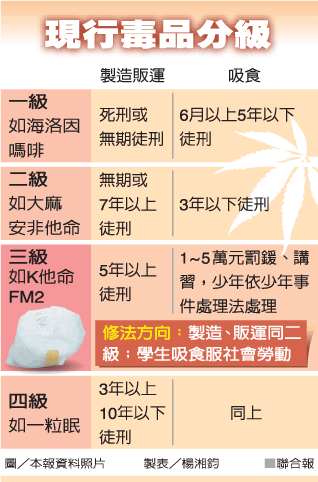 現行毒品分級
製造販運 吸食
一級
如海洛因
嗎啡
死刑或
無期徒刑
6月以上5年以下
徒刑
二級
如大麻
安非他命
無期或
7年以上
徒刑
3年以下徒刑
三級
如K他命
FM2
5年以上
徒刑
1~5萬元罰鍰、講
習,少年依少年事
件處理法處理
修法方向:製造、販運同二
級;學生吸食服社會勞動
四級
如一粒眠
3年以上
10年以下
徒刑
同上
圖/本報資料照片 製表/楊湘鈞 ■聯合報